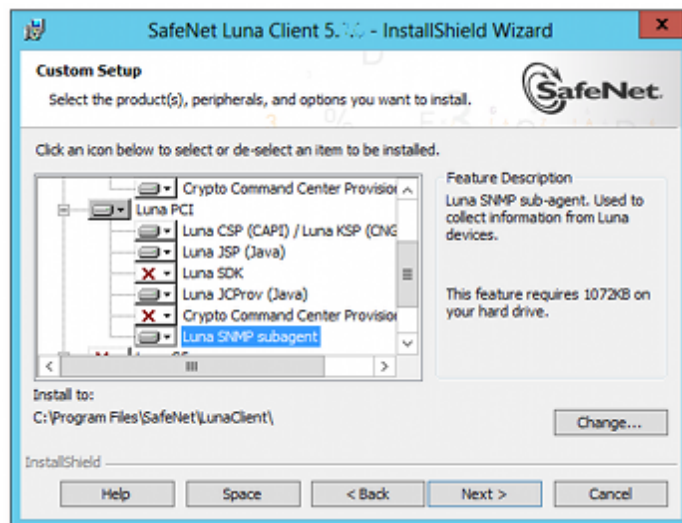 SafeNet Luna Client 5. - InstallShield Wizard
Custom Setup
Select the product(s), peripherals, and options you want to install.
SafeNet.
Click an icon below to select or de-select an item to be installed.
Crypto Command Center Provision
Luna PCI
Luna CSP (CAPI) / Luna KSP (CNG
Luna JSP (Java)
Luna SDK
Luna JCProv (Java)
Crypto Command Center Provision
Luna SNMP subagent
Feature Description
Luna SNMP sub-agent. Used to
collect information from Luna
devices.
This feature requires 1072KB on
your hard drive.
Install to:
C:\Program Files\SafeNet\LunaClient\
Change...
InstallShield
Help
Space
< Back
Next >
Cancel